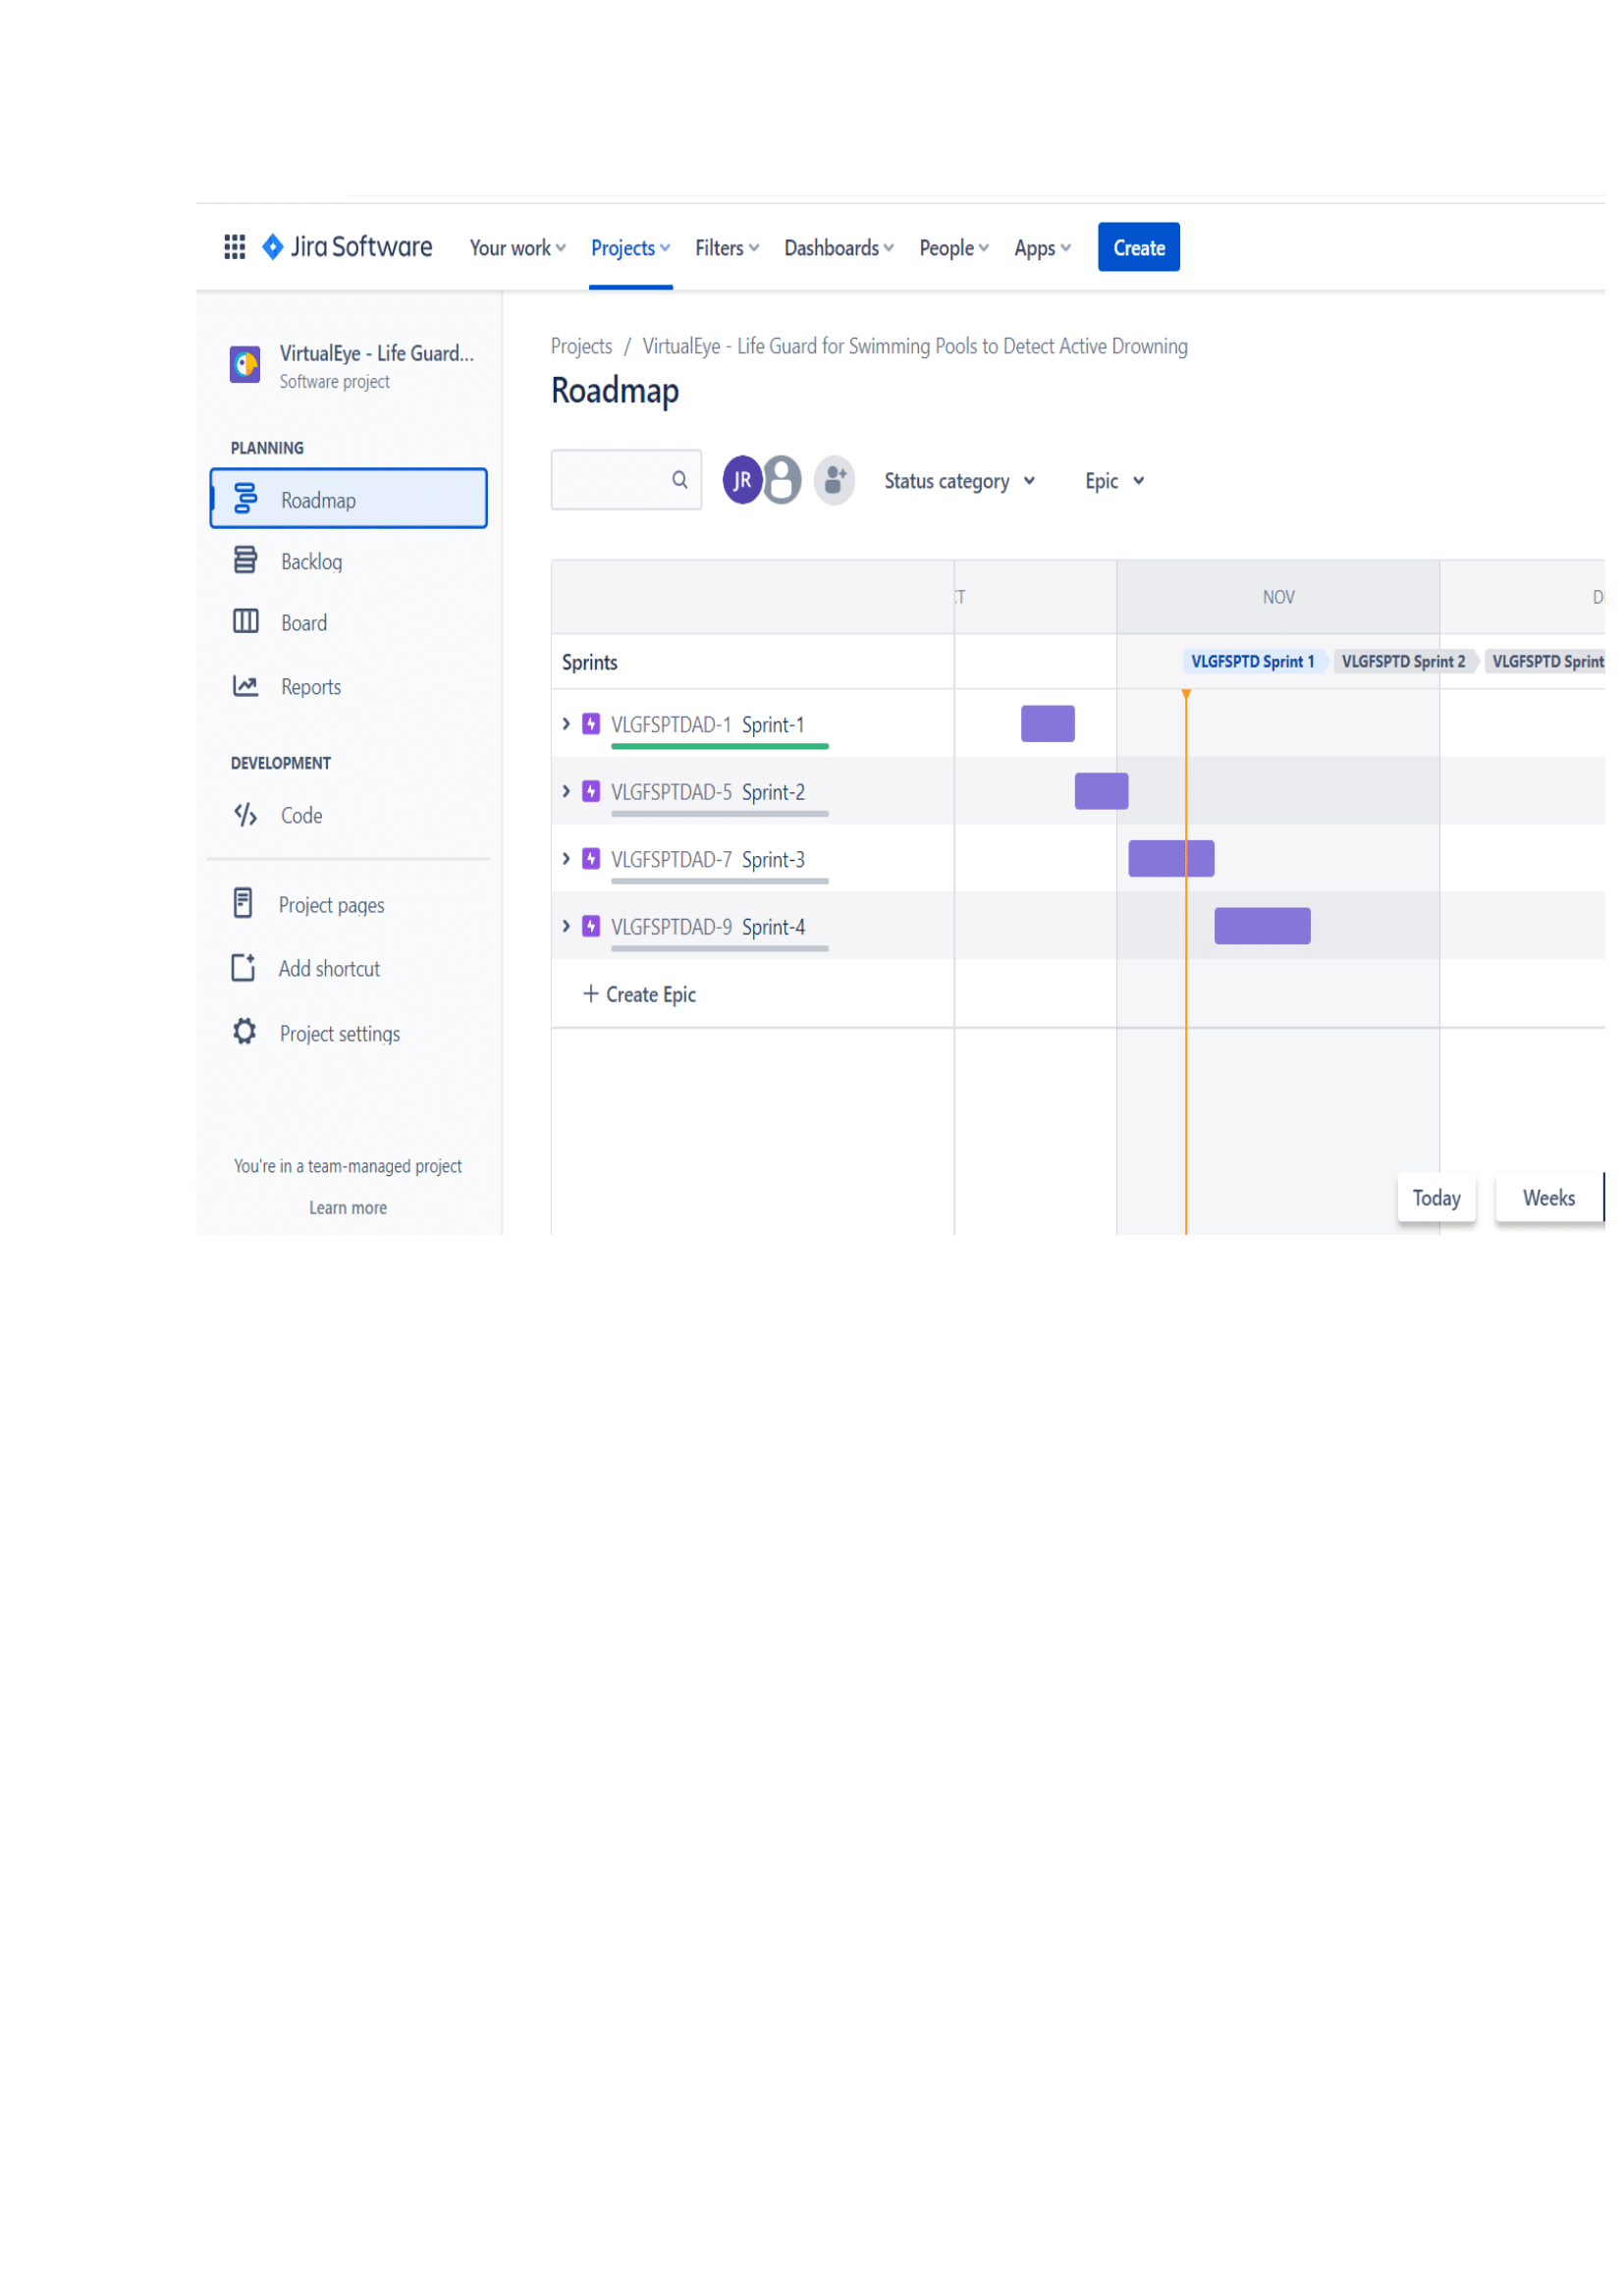 Jira Software Your work Projects Filters Dashboards People Apps Create
VirtualEye - Life Guard...
Software project
PLANNING
Roadmap
Backlog
Board
Reports
DEVELOPMENT
Code
Project pages
Add shortcut
Project settings
You're in a team-managed project
Learn more
Projects / VirtualEye - Life Guard for Swimming Pools to Detect Active Drowning
Roadmap
JR Status category Epic
NOV
Sprints VLGFSPTD Sprint 1 VLGFSPTD Sprint 2 VLGFSPTD Sprint
VLGFSPTDAD-1 Sprint-1
VLGFSPTDAD-5 Sprint-2
VLGFSPTDAD-7 Sprint-3
VLGFSPTDAD-9 Sprint-4
+ Create Epic
Today Weeks